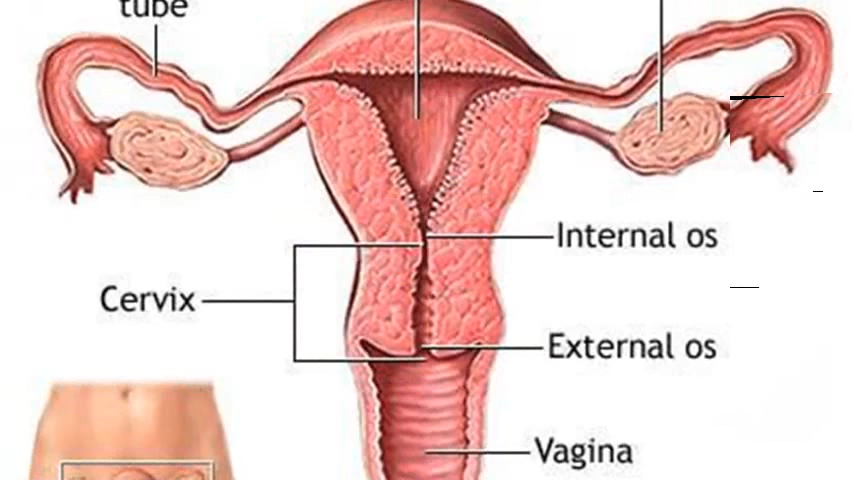 tube
Internal os
Cervix
External os
Vagina